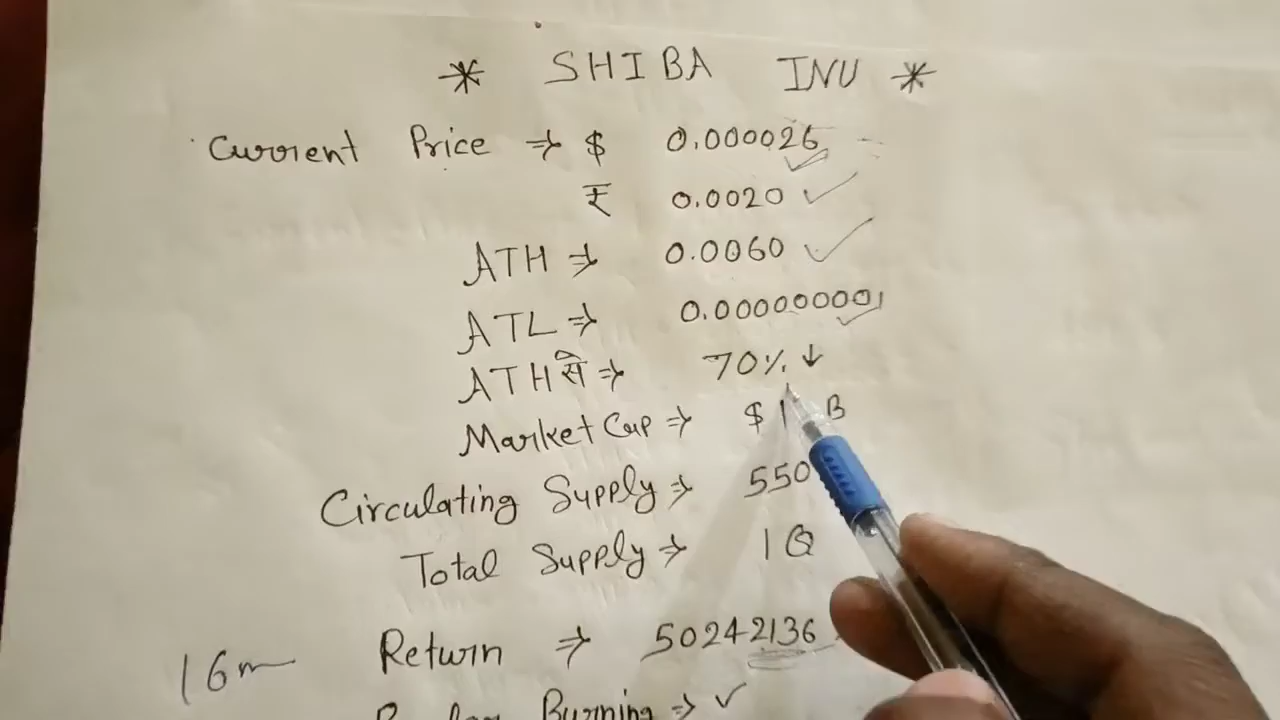 * SHIBA INU *
Current Price ⇒ $ 0.000026
₹ 0.0020
ATH ⇒ 0.0060
ATL ⇒ 0.000000001
ATH से ⇒ 70% ↓
Market Cap ⇒ $1 B
Circulating Supply ⇒ 550
Total Supply ⇒ 1Q
16m Return ⇒ 50242136
Burning ⇒ ✓